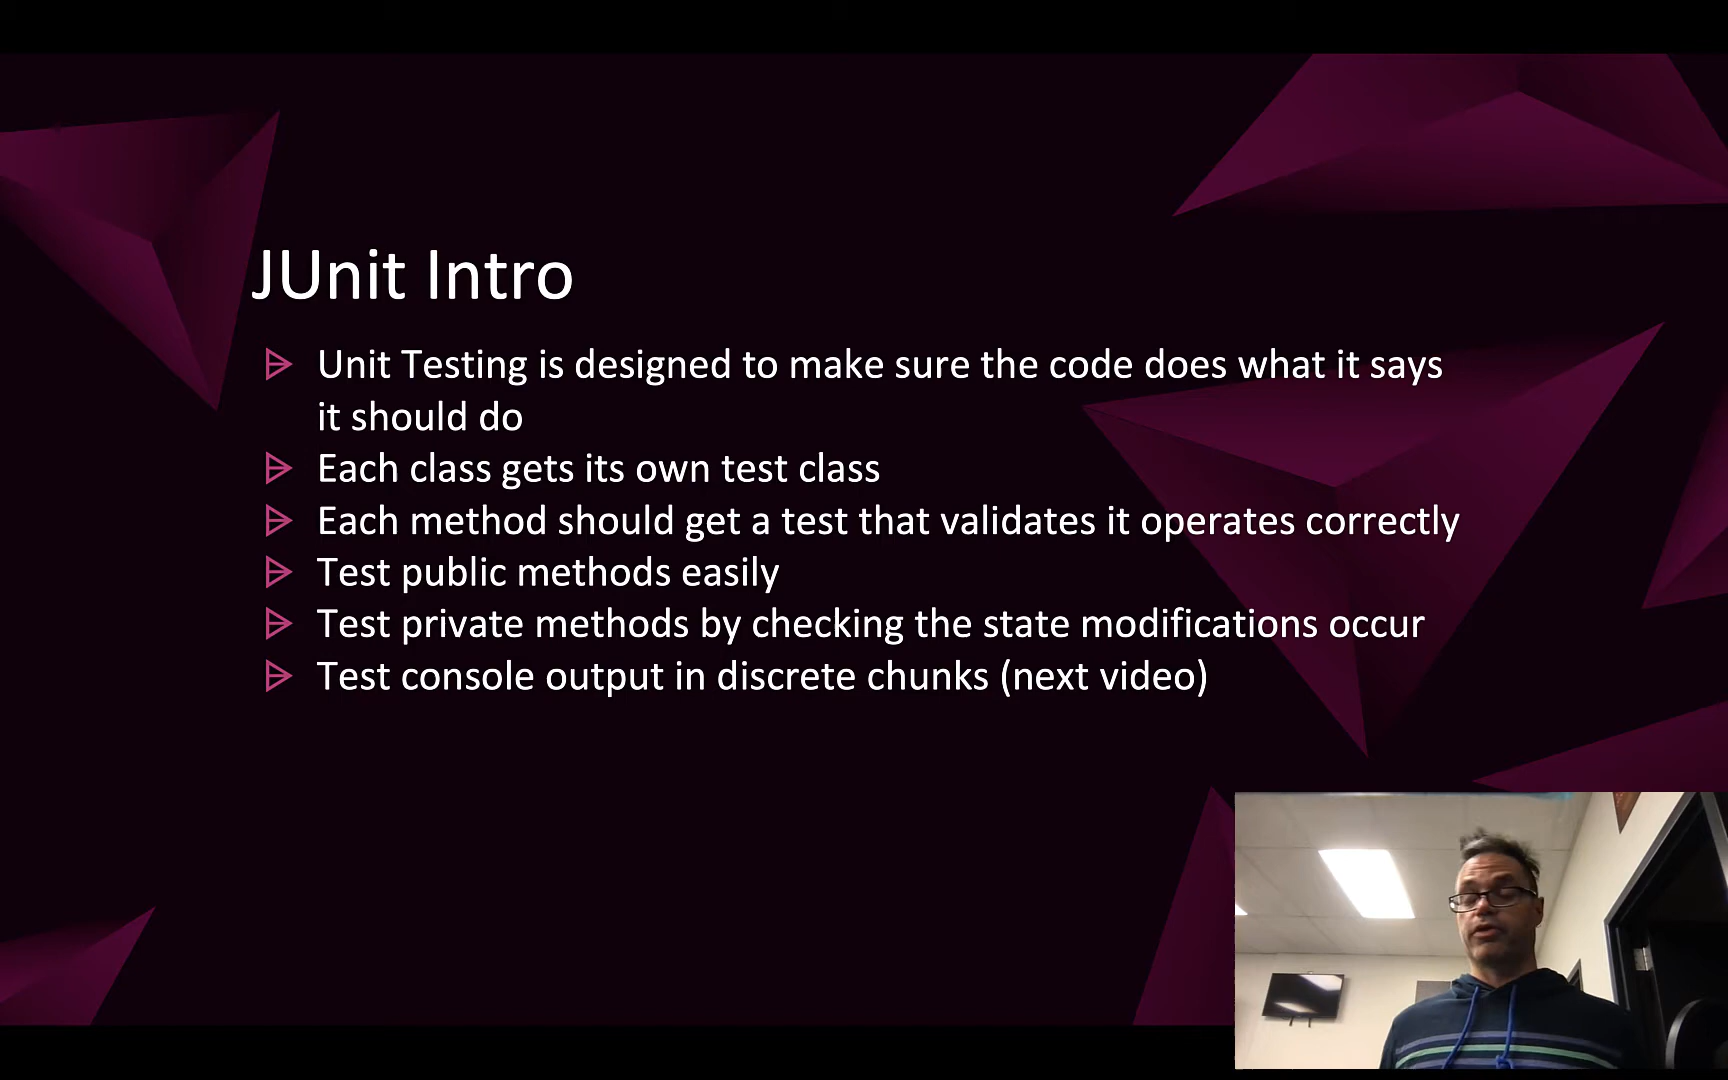 JUnit Intro
Unit Testing is designed to make sure the code does what it says
it should do
Each class gets its own test class
Each method should get a test that validates it operates correctly
Test public methods easily
Test private methods by checking the state modifications occur
Test console output in discrete chunks (next video)